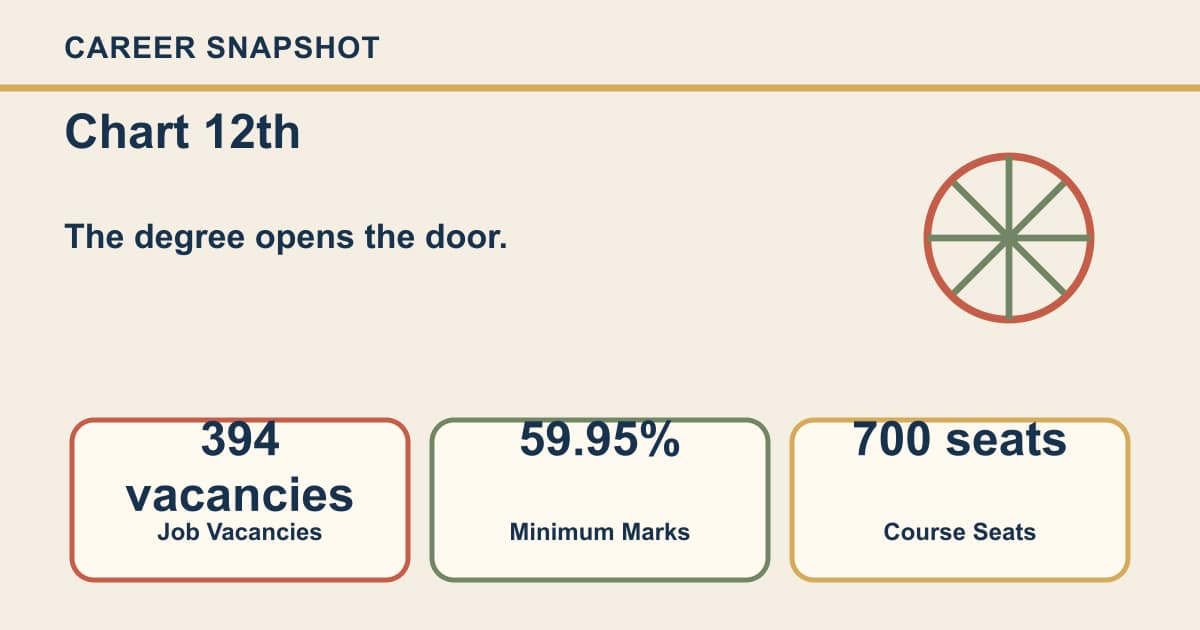 CAREER SNAPSHOT
Chart 12th
The degree opens the door.
394
vacancies
Job Vacancies
59.95%
Minimum Marks
700 seats
Course Seats